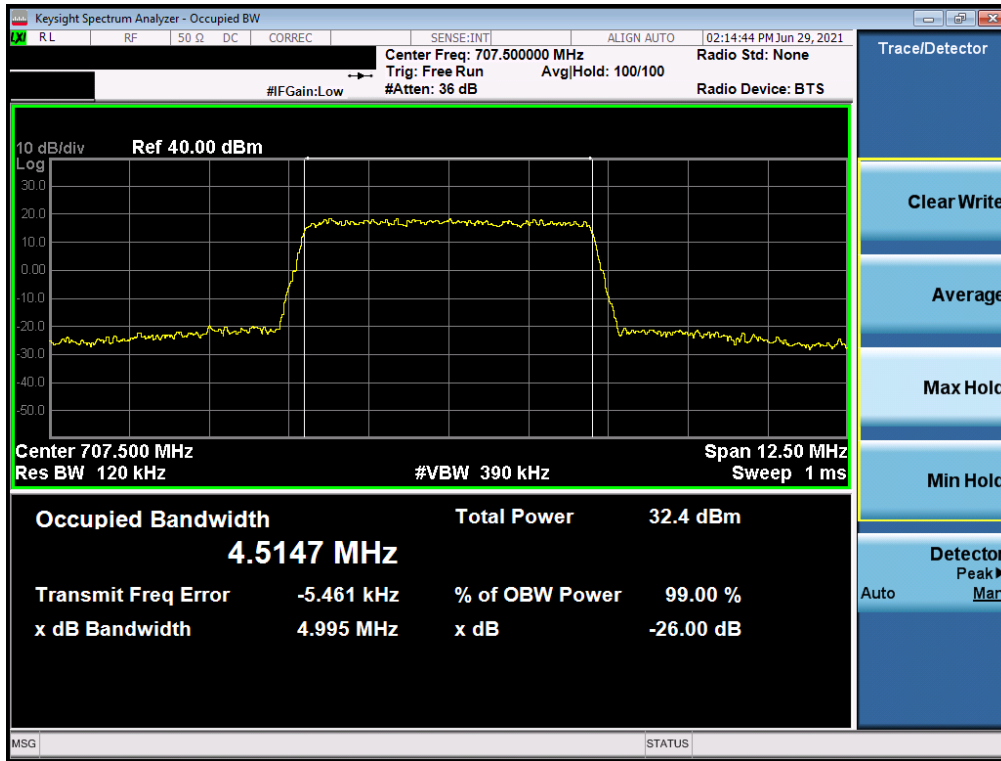 Keysight Spectrum Analyzer - Occupied BW
LXI RL RF 50 Ω DC CORREC SENSE:INT ALIGN AUTO 02:14:44 PM Jun 29, 2021
Center Freq: 707.500000 MHz Radio Std: None
Trig: Free Run Avg|Hold: 100/100
#IFGain:Low #Atten: 36 dB Radio Device: BTS
Trace/Detector
10 dB/div Ref 40.00 dBm
Log
30.0
20.0
10.0
0.00
-10.0
-20.0
-30.0
-40.0
-50.0
Center 707.500 MHz Span 12.50 MHz
Res BW 120 kHz #VBW 390 kHz Sweep 1 ms
Occupied Bandwidth Total Power 32.4 dBm
4.5147 MHz
Transmit Freq Error -5.461 kHz % of OBW Power 99.00 %
x dB Bandwidth 4.995 MHz x dB -26.00 dB
Clear Write
Average
Max Hold
Min Hold
Detector
Peak
Auto Man
MSG STATUS